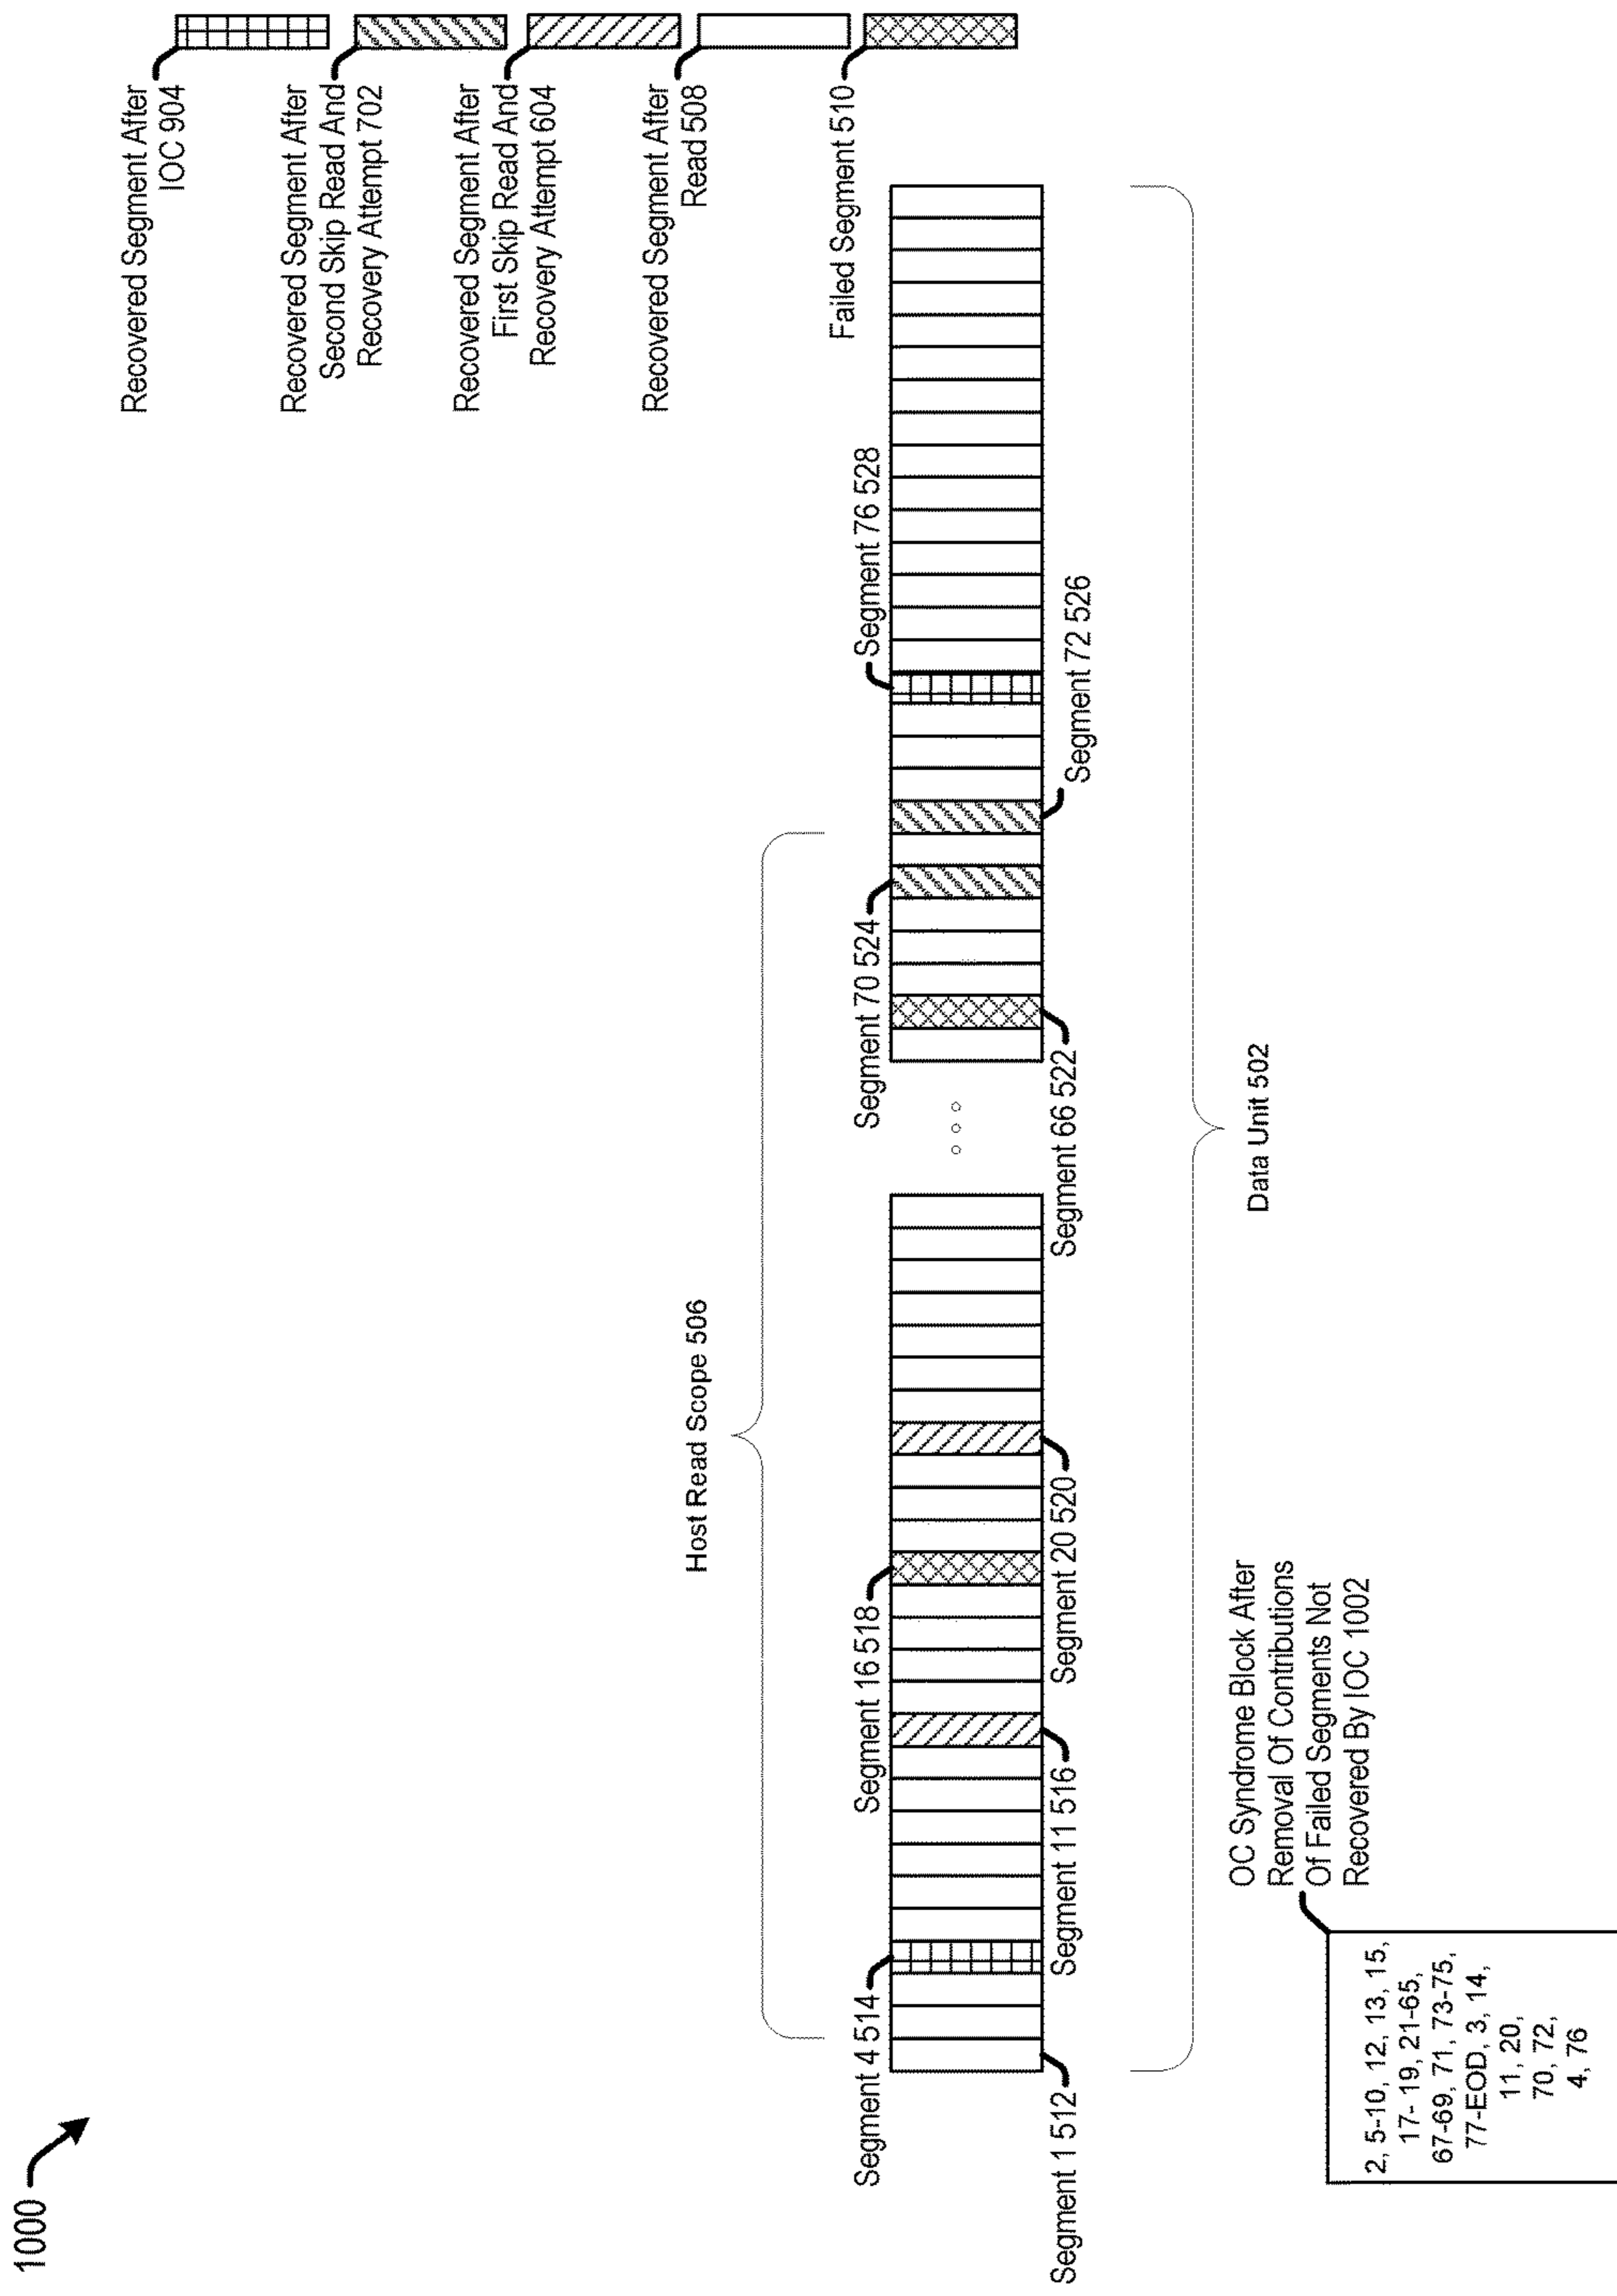 1000
Recovered Segment After
IOC 904
Recovered Segment After
Second Skip Read And
Recovery Attempt 702
Recovered Segment After
First Skip Read And
Recovery Attempt 604
Recovered Segment After
Read 508
Failed Segment 510
Host Read Scope 506
Segment 4 514
Segment 16 518
Segment 70 524
Segment 76 528
Segment 1 512
Segment 11 516
Segment 20 520
Segment 66 522
Segment 72 526
Data Unit 502
OC Syndrome Block After
Removal Of Contributions
Of Failed Segments Not
Recovered By IOC 1002
2, 5-10, 12, 13, 15,
17- 19, 21-65,
67-69, 71, 73-75,
77-EOD, 3, 14,
11, 20,
70, 72,
4, 76